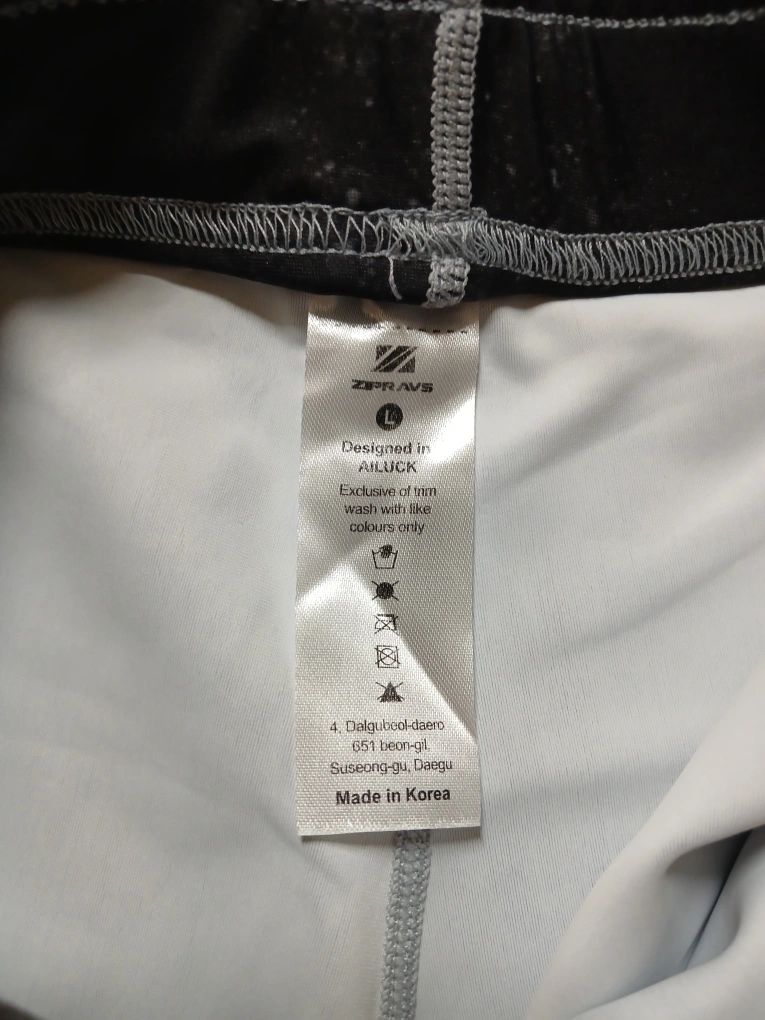 ZIPRAVS
L
Designed in
AILUCK
Exclusive of trim
wash with like
colours only
4, Dalgubeol-daero
651 beon-gil,
Suseong-gu, Daegu
Made in Korea